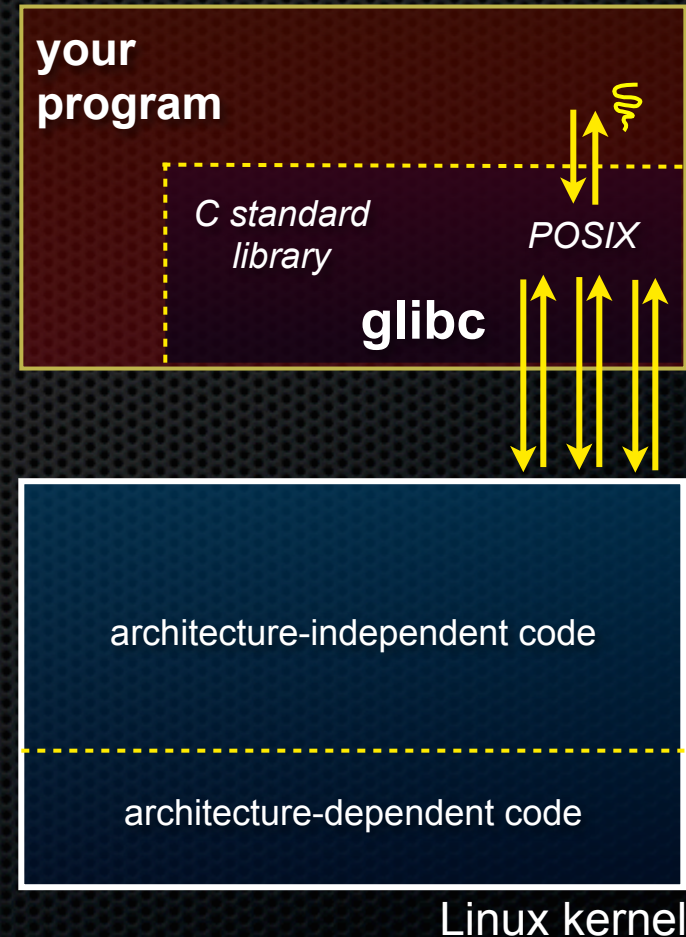 your
program
C standard
library
POSIX
glibc
architecture-independent code
architecture-dependent code
Linux kernel